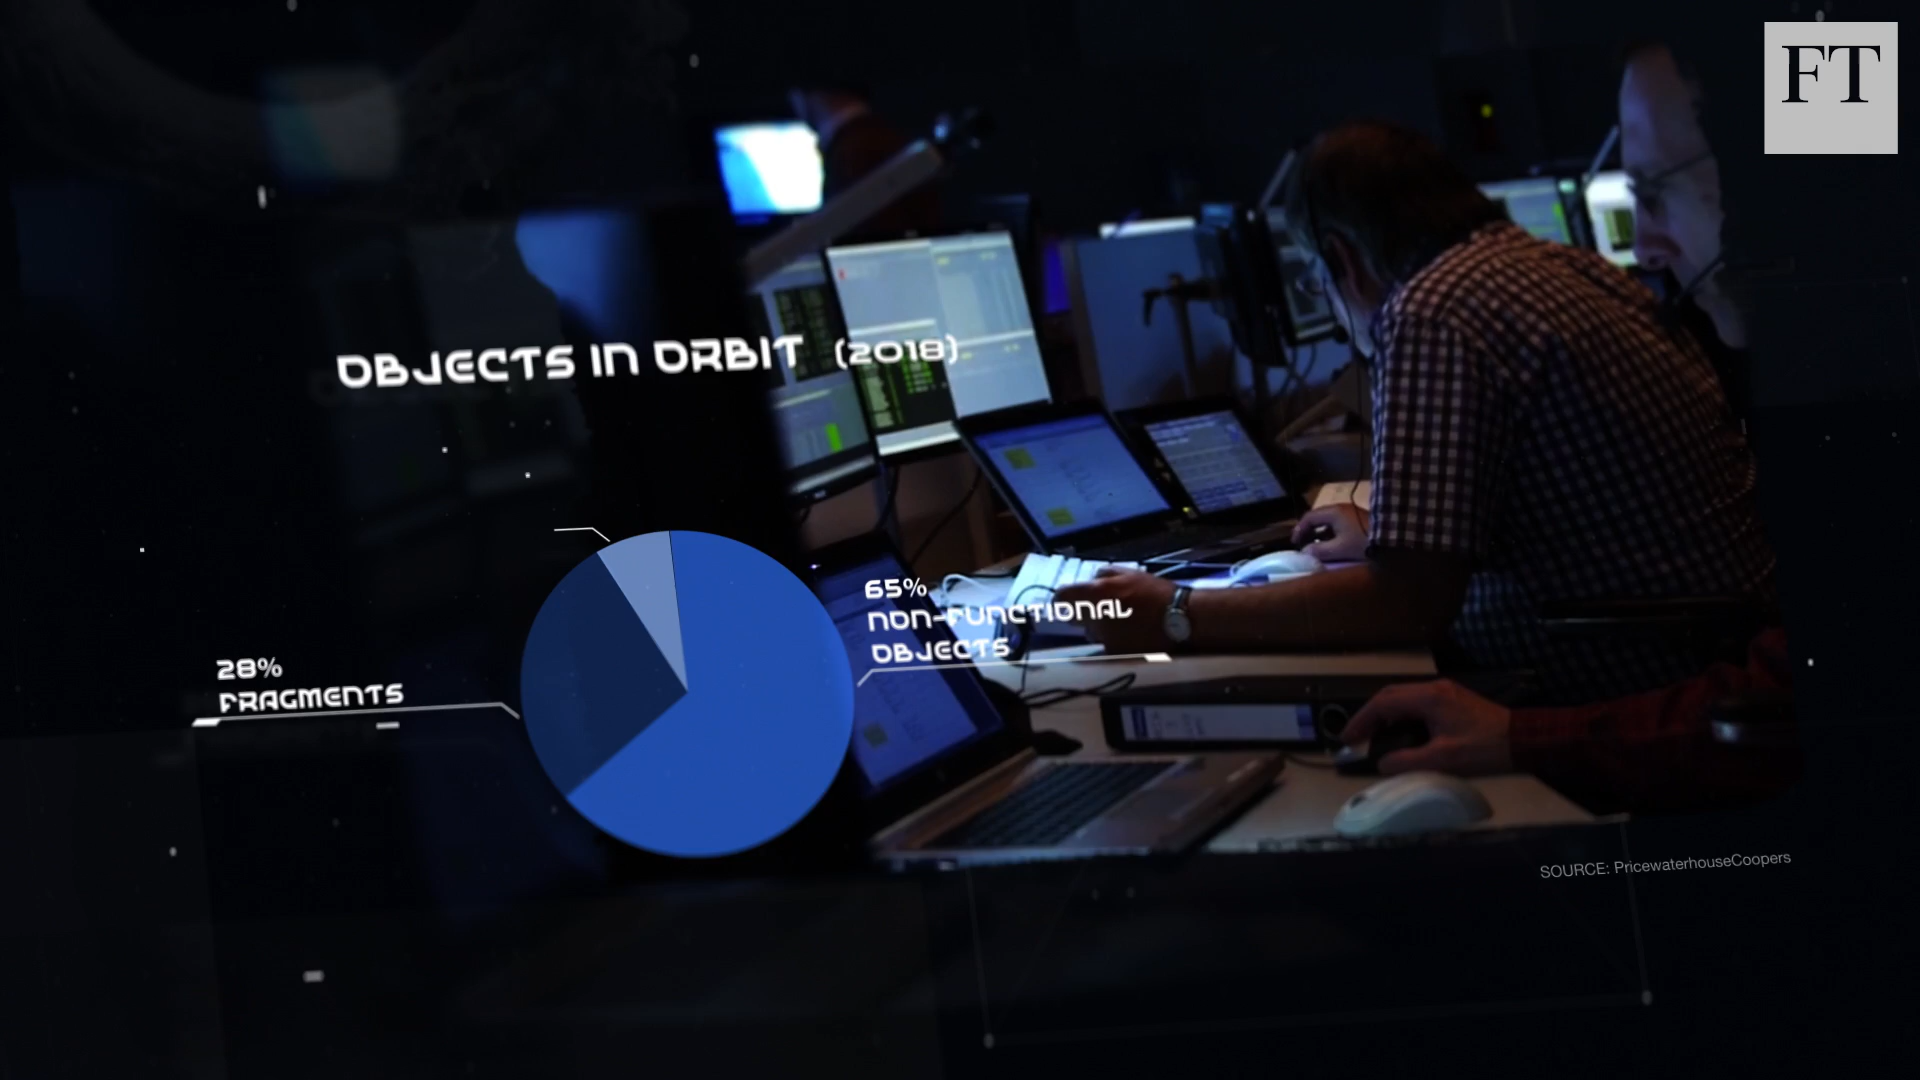 FT
OBJECTS IN ORBIT (2018)
65%
NON-FUNCTIONAL
OBJECTS
28%
FRAGMENTS
SOURCE: PricewaterhouseCoopers